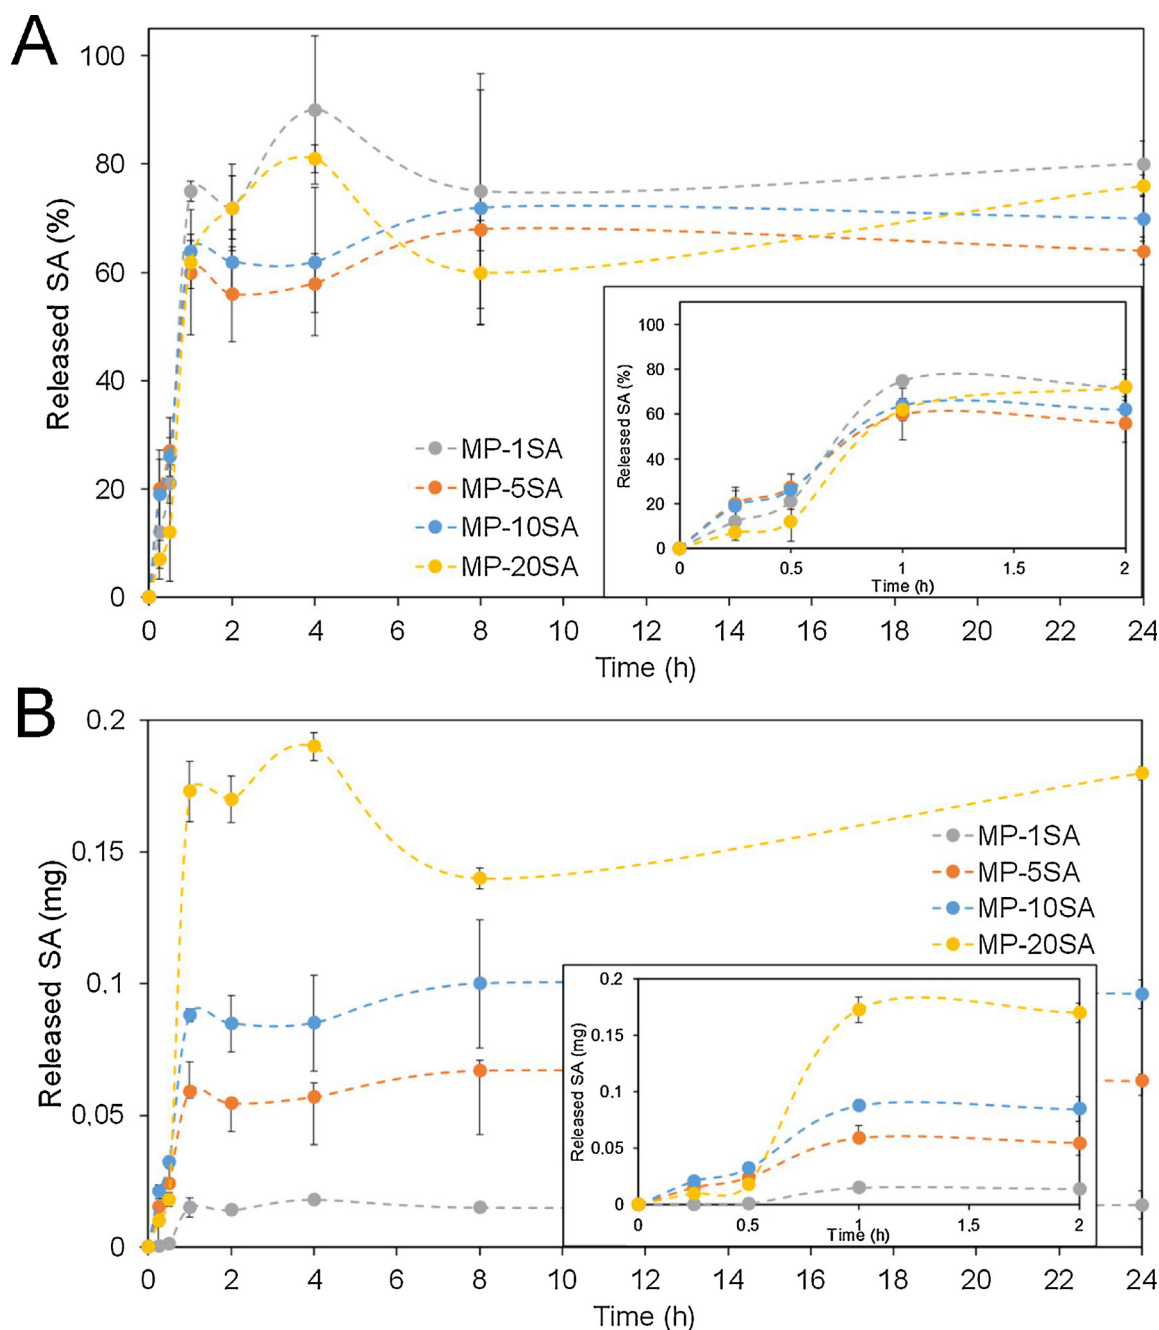 A
100
80
60
40
20
0
Released SA (%)
MP-1SA
MP-5SA
MP-10SA
MP-20SA
100
80
60
40
20
0
Released SA (%)
0 0.5 1 1.5 2
Time (h)
0 2 4 6 8 10 12 14 16 18 20 22 24
Time (h)
B
0.2
0.15
0.1
0,05
0
Released SA (mg)
MP-1SA
MP-5SA
MP-10SA
MP-20SA
0.2
0.15
0.1
0.05
0
Released SA (mg)
0 0.5 1 1.5 2
Time (h)
0 2 4 6 8 10 12 14 16 18 20 22 24
Time (h)